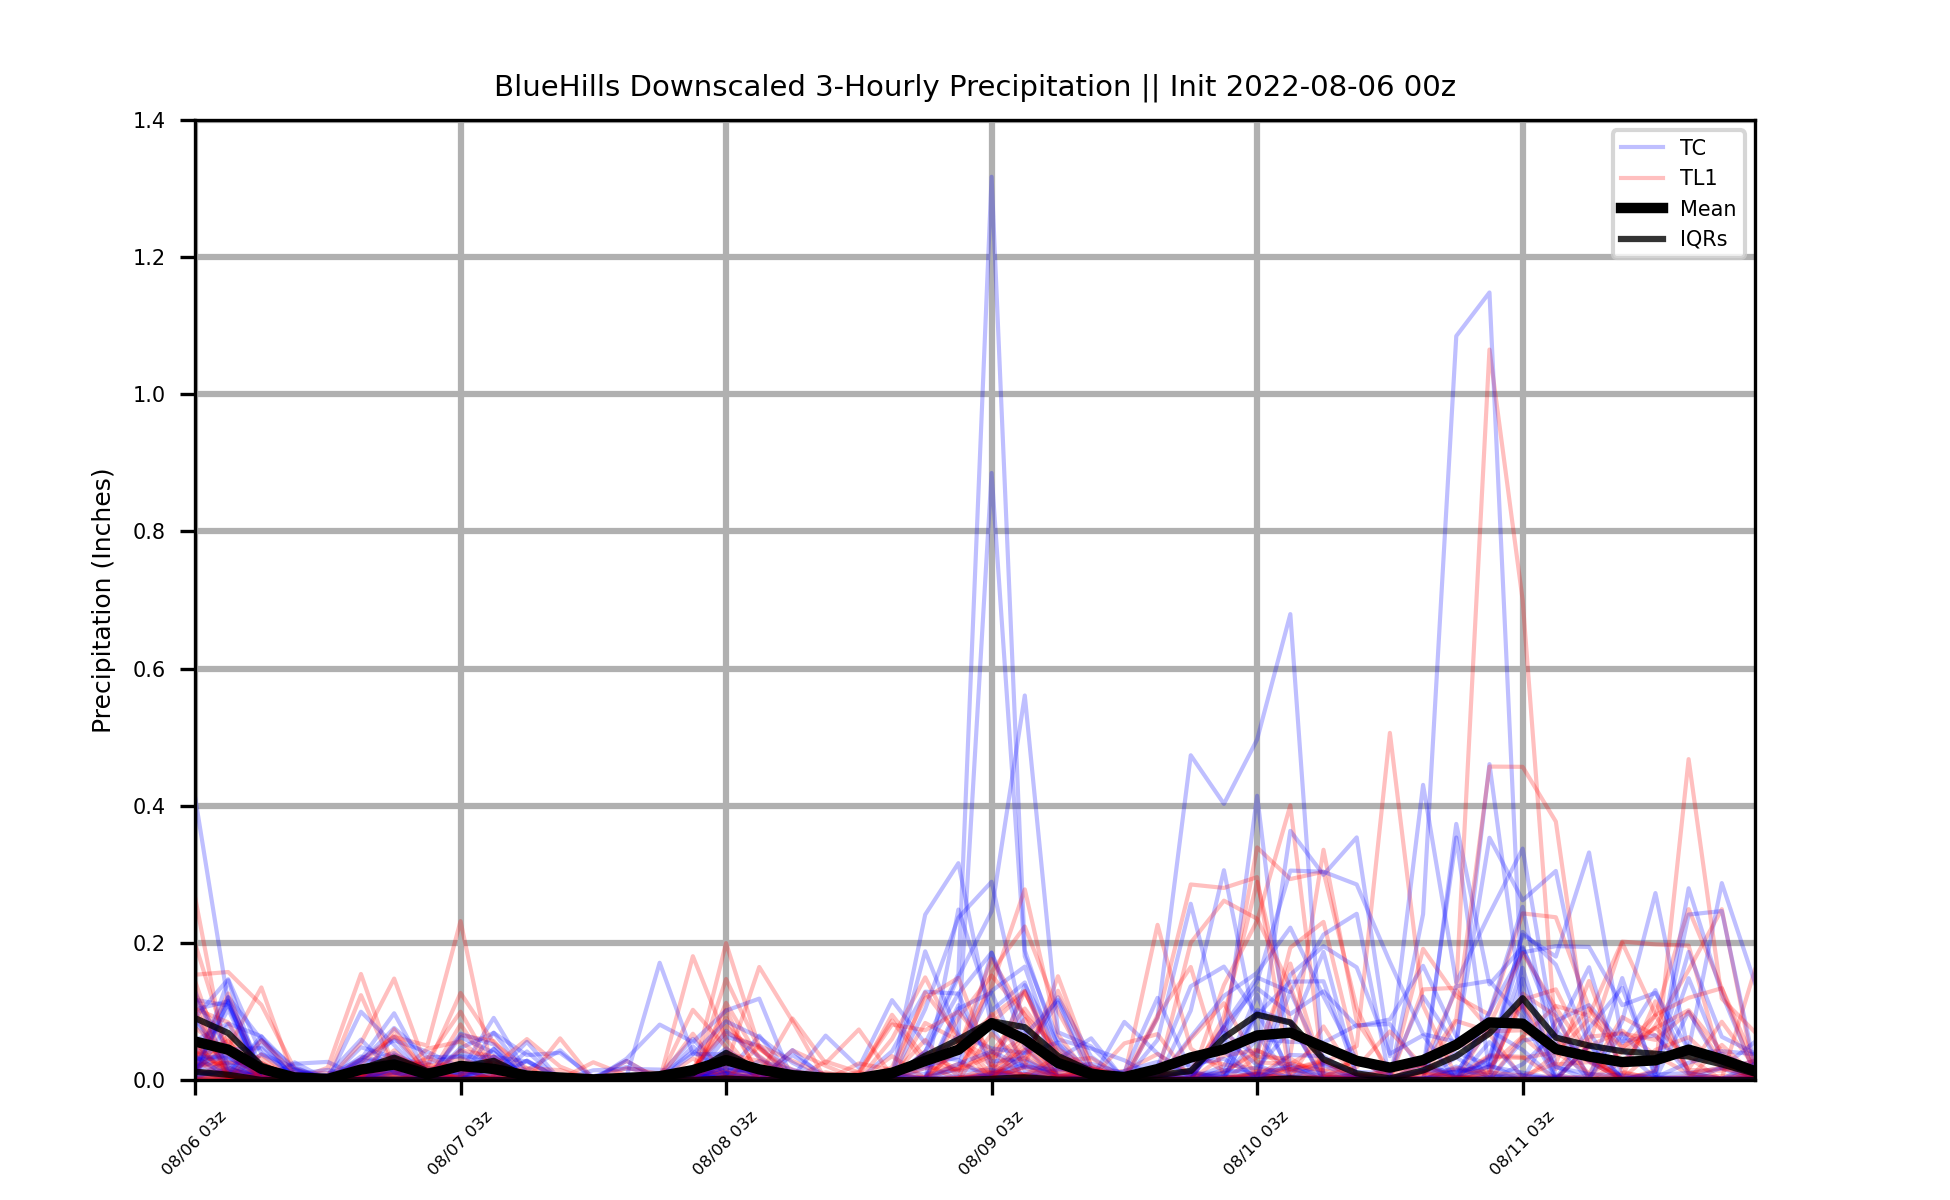 BlueHills Downscaled 3-Hourly Precipitation || Init 2022-08-06 00z
TC
TL1
Mean
IQRs
Precipitation (Inches)
1.4
1.2
1.0
0.8
0.6
0.4
0.2
0.0
08/06 03z
08/07 03z
08/08 03z
08/09 03z
08/10 03z
08/11 03z